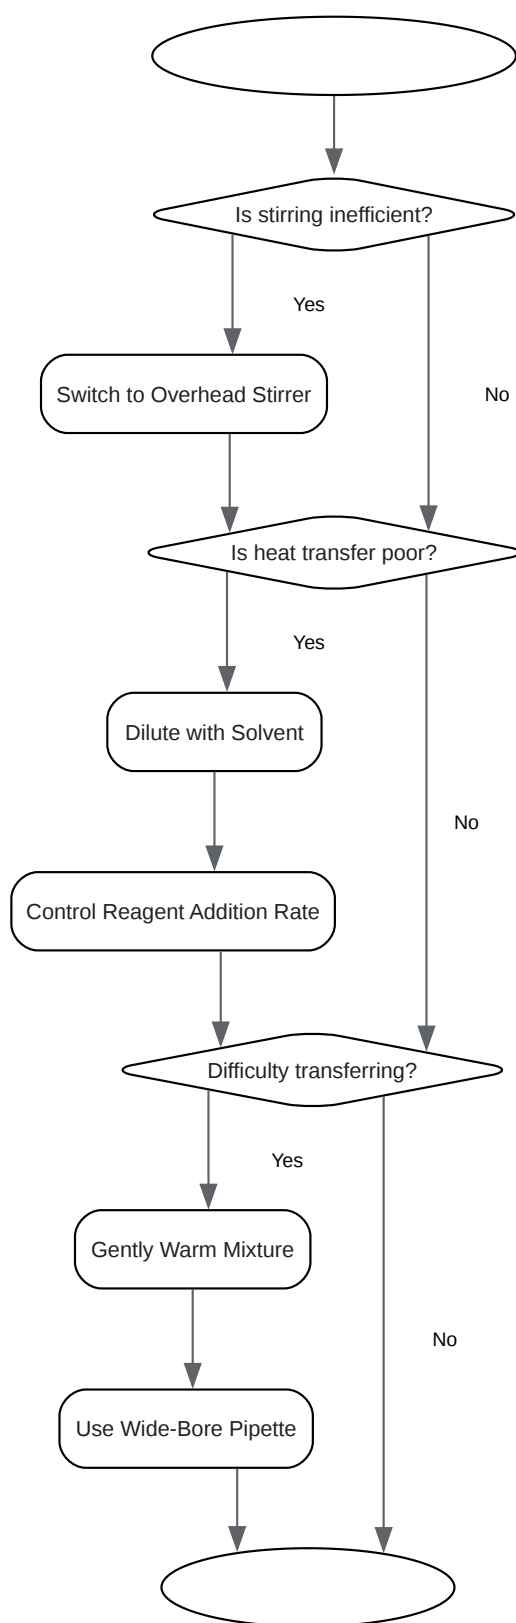 Is stirring inefficient?
Yes
Switch to Overhead Stirrer
No
Is heat transfer poor?
Yes
Dilute with Solvent
No
Control Reagent Addition Rate
Difficulty transferring?
Yes
Gently Warm Mixture
No
Use Wide-Bore Pipette